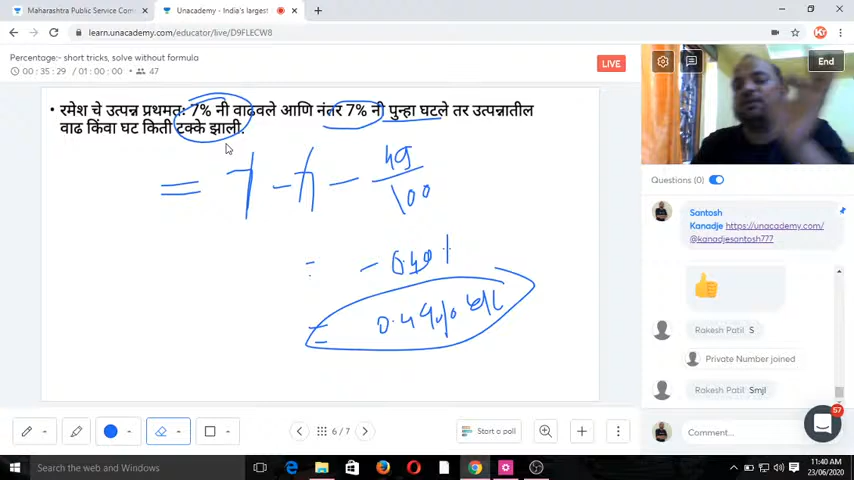 Maharashtra Public Service Com
Unacademy - India's largest
learn.unacademy.com/educator/live/D9FLECW8
Percentage:- short tricks, solve without formula
00 : 35 : 29 / 01 : 00 : 00 • 47
LIVE
End
• रमेश चे उत्पन्न प्रथमत: 7% नी वाढवले आणि नंतर 7% नी पुन्हा घटले तर उत्पन्नातील
वाढ किंवा घट किती टक्के झाली.
= 7 - 7 - 49/100
= - 0.49 %
= 0.49% घट
Questions (0)
Santosh
Kanadje https://unacademy.com/
@kanadjesantosh777
Rakesh Patil S
Private Number joined
Rakesh Patil Smjl
6 / 7
Start a poll
Comment...
57
Search the web and Windows
11:40 AM
23/06/2020